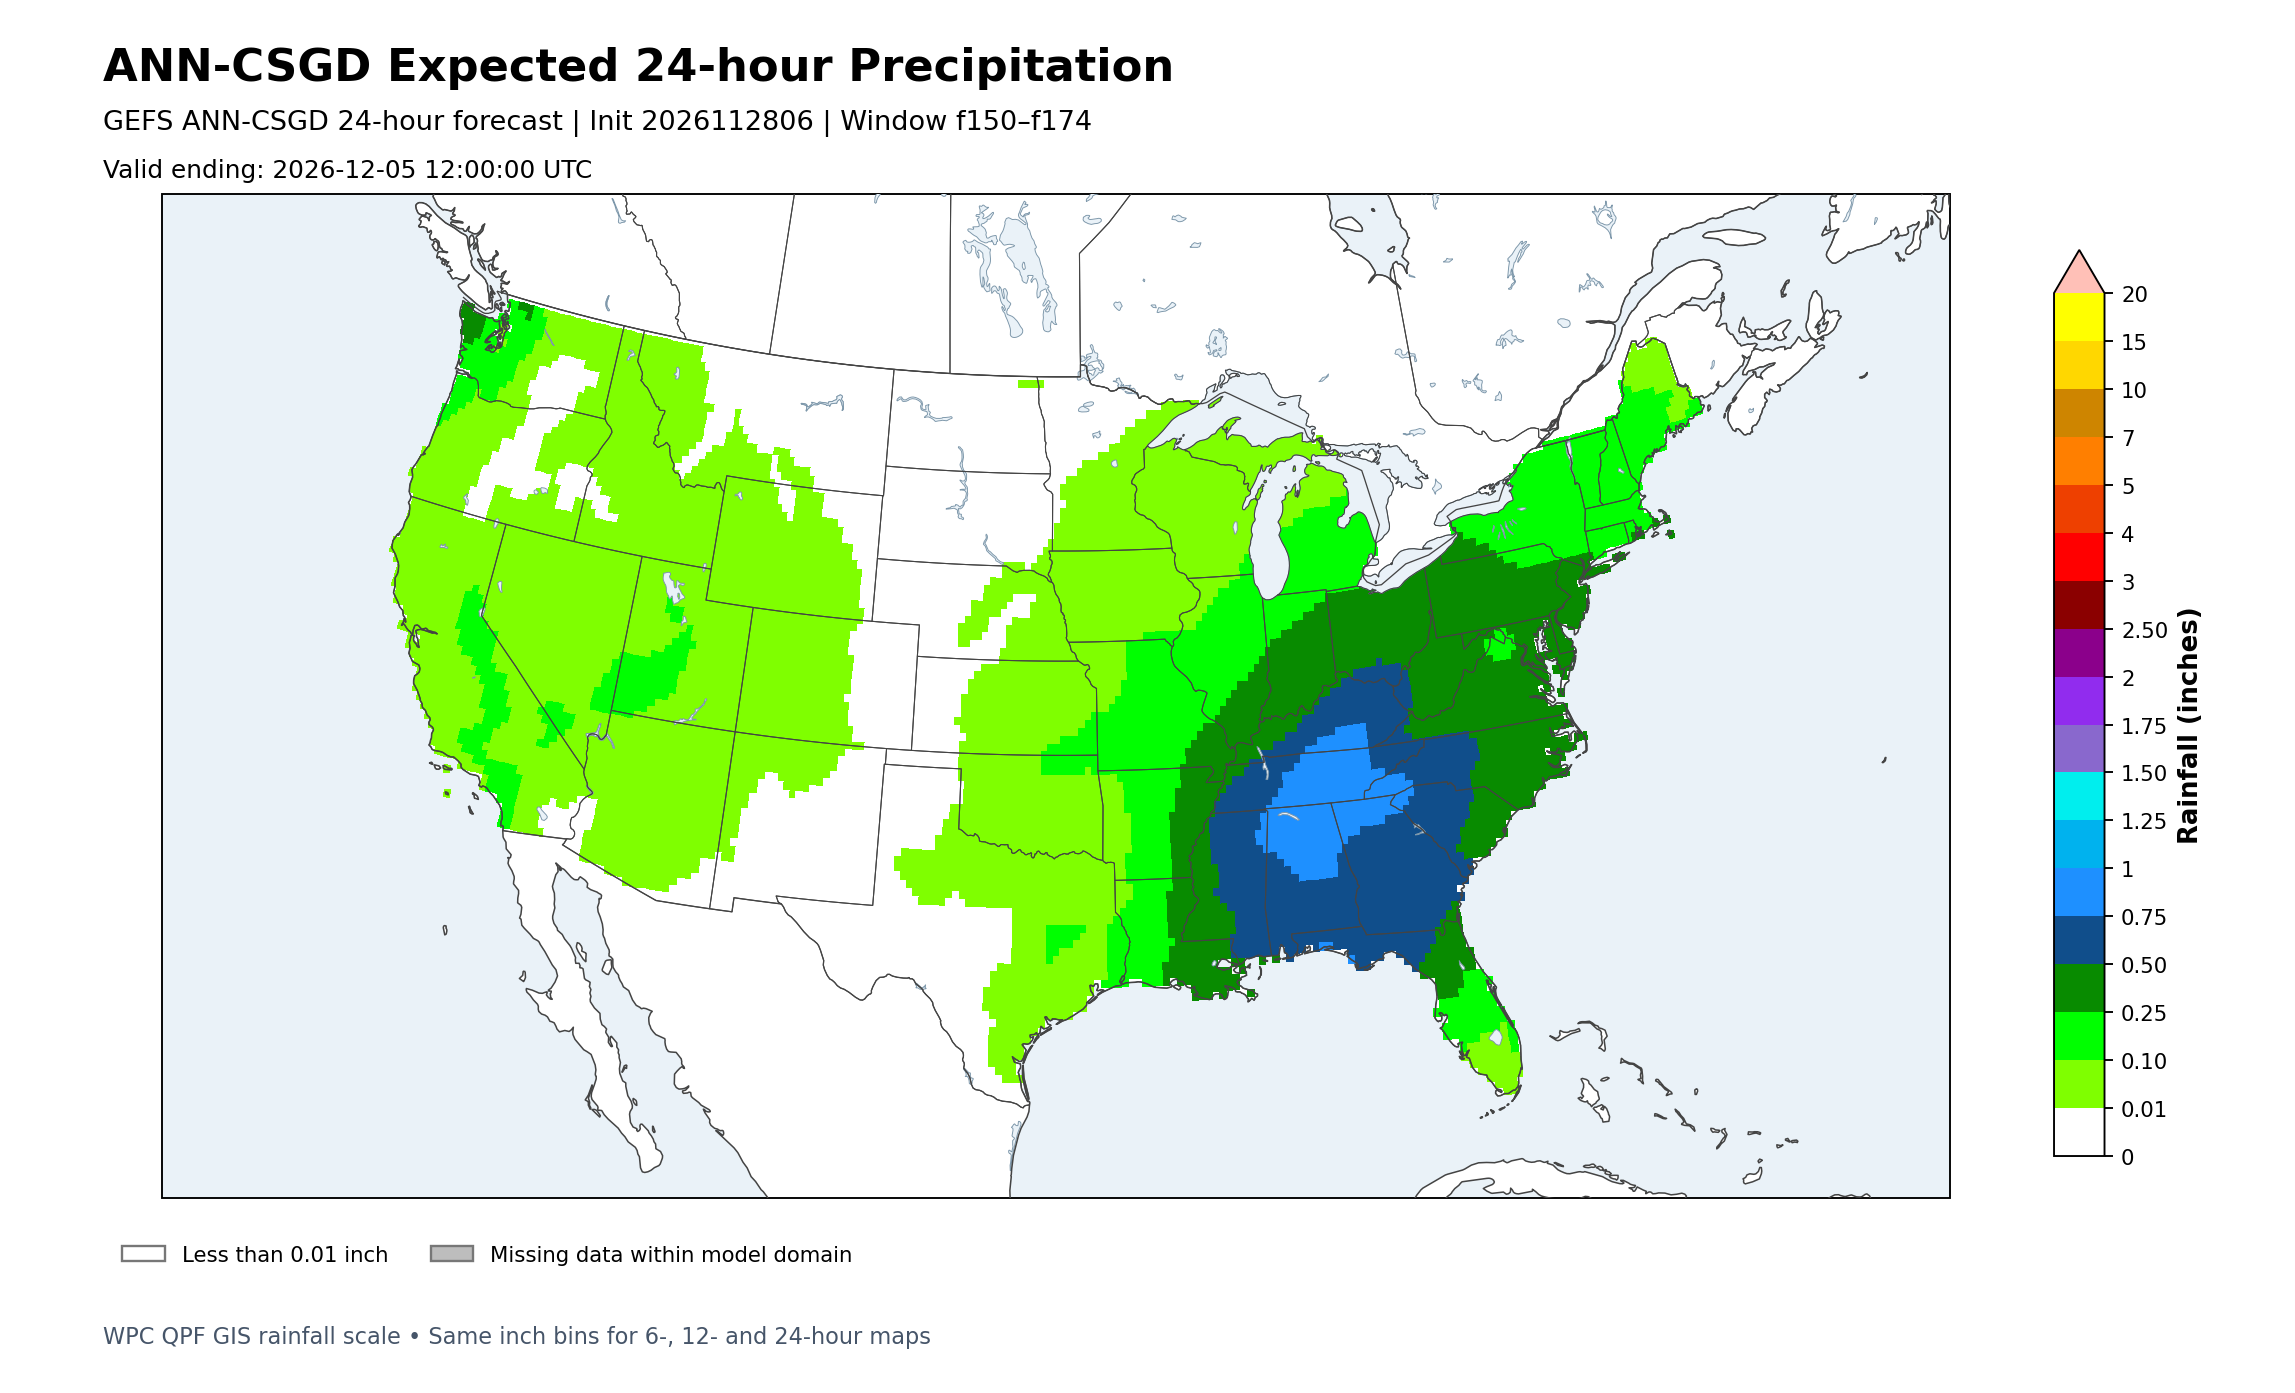 ANN-CSGD Expected 24-hour Precipitation
GEFS ANN-CSGD 24-hour forecast | Init 2026112806 | Window f150–f174
Valid ending: 2026-12-05 12:00:00 UTC
20
15
10
7
5
4
3
2.50
2
1.75
1.50
1.25
1
0.75
0.50
0.25
0.10
0.01
0
Rainfall (inches)
Less than 0.01 inch
Missing data within model domain
WPC QPF GIS rainfall scale • Same inch bins for 6-, 12- and 24-hour maps